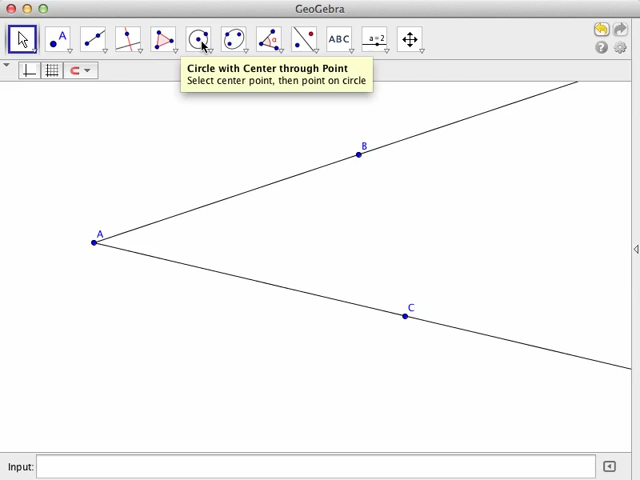 GeoGebra
A
α
ABC
a=2
?
Circle with Center through Point
Select center point, then point on circle
B
A
C
Input: